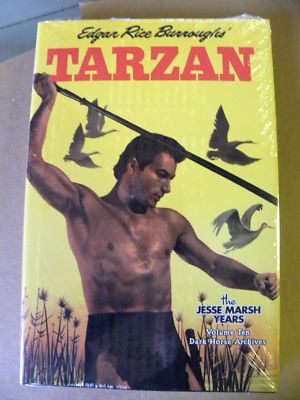 Edgar Rice Burroughs'
TARZAN
the
JESSE MARSH
YEARS
Volume Ten
Dark Horse Archives